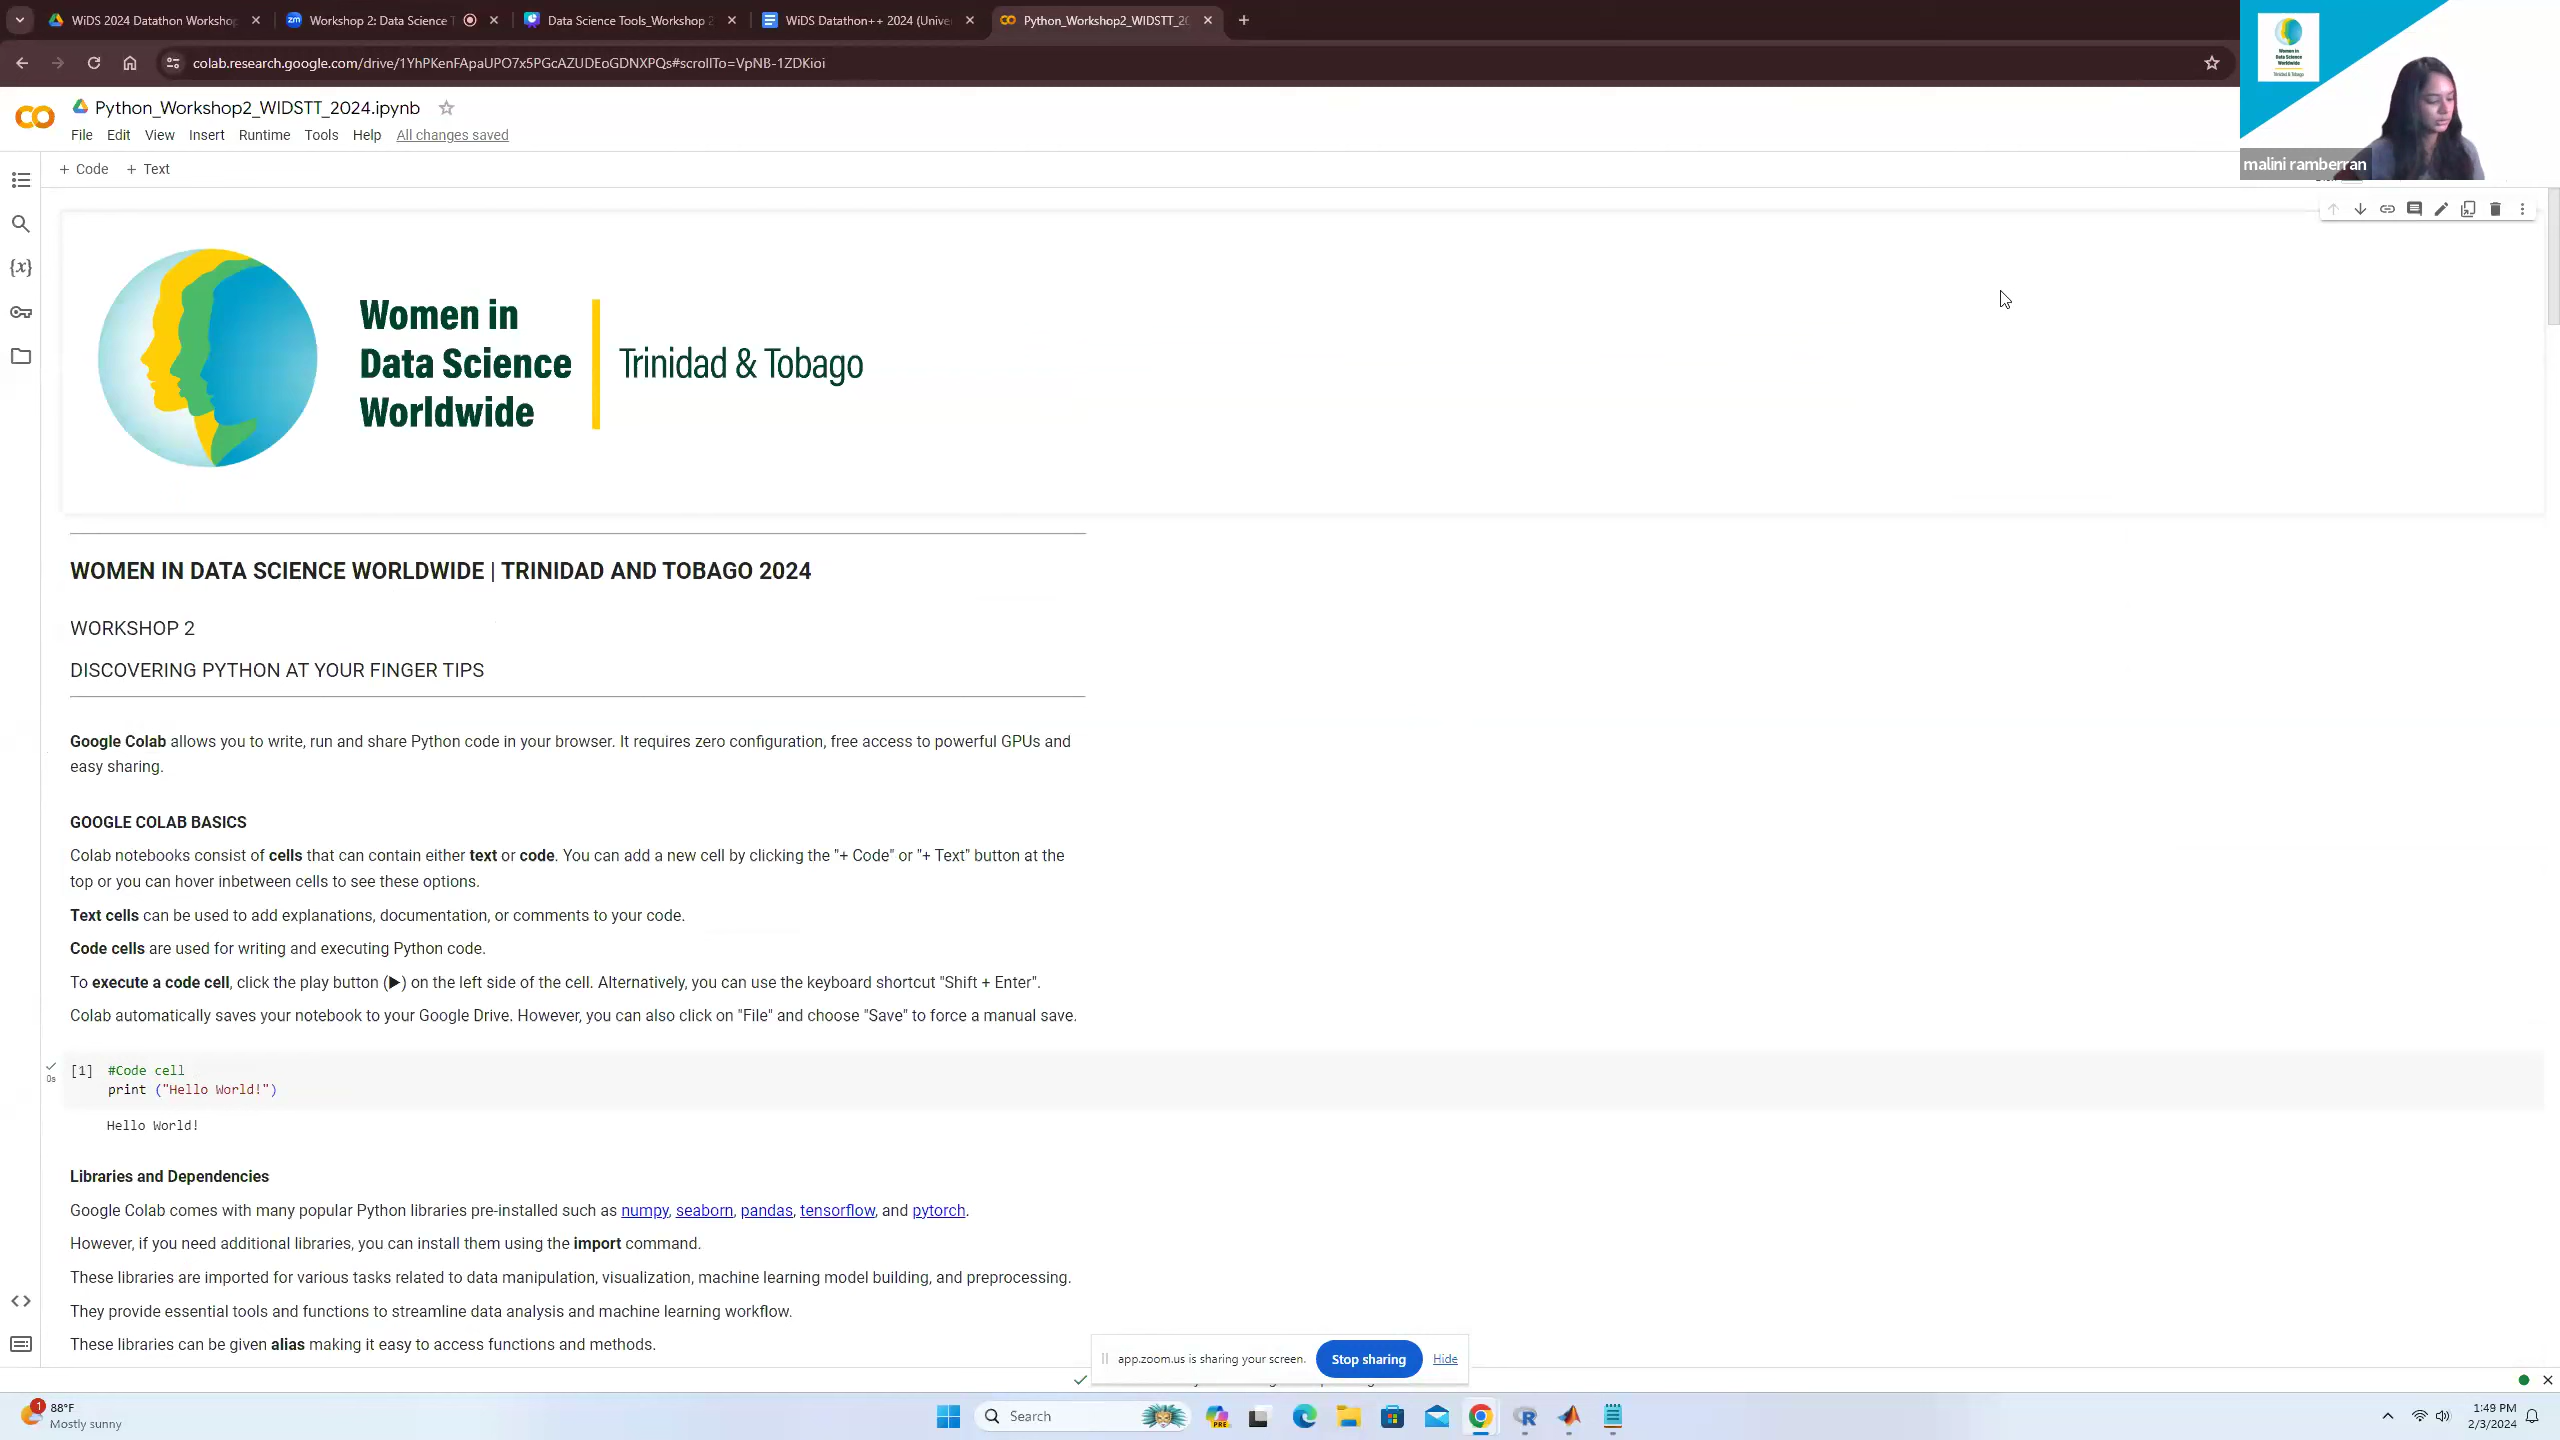 WiDS 2024 Datathon Workshop
Workshop 2: Data Science T
Data Science Tools_Workshop 2
WiDS Datathon++ 2024 (Unive
Python_Workshop2_WIDSTT_20
colab.research.google.com/drive/1YhPKenFApaUPO7x5PGcAZUDEoGDNXPQs#scrollTo=VpNB-1ZDKioi
Women in
Data Science
Worldwide
Trinidad & Tobago
malini ramberran
CO
Python_Workshop2_WIDSTT_2024.ipynb
File Edit View Insert Runtime Tools Help All changes saved
+ Code + Text
Women in
Data Science
Worldwide
Trinidad & Tobago
WOMEN IN DATA SCIENCE WORLDWIDE | TRINIDAD AND TOBAGO 2024
WORKSHOP 2
DISCOVERING PYTHON AT YOUR FINGER TIPS
Google Colab allows you to write, run and share Python code in your browser. It requires zero configuration, free access to powerful GPUs and
easy sharing.
GOOGLE COLAB BASICS
Colab notebooks consist of cells that can contain either text or code. You can add a new cell by clicking the "+ Code" or "+ Text" button at the
top or you can hover inbetween cells to see these options.
Text cells can be used to add explanations, documentation, or comments to your code.
Code cells are used for writing and executing Python code.
To execute a code cell, click the play button (▶) on the left side of the cell. Alternatively, you can use the keyboard shortcut "Shift + Enter".
Colab automatically saves your notebook to your Google Drive. However, you can also click on "File" and choose "Save" to force a manual save.
[1] #Code cell
0s
print ("Hello World!")
Hello World!
Libraries and Dependencies
Google Colab comes with many popular Python libraries pre-installed such as numpy, seaborn, pandas, tensorflow, and pytorch.
However, if you need additional libraries, you can install them using the import command.
These libraries are imported for various tasks related to data manipulation, visualization, machine learning model building, and preprocessing.
They provide essential tools and functions to streamline data analysis and machine learning workflow.
These libraries can be given alias making it easy to access functions and methods.
app.zoom.us is sharing your screen. Stop sharing Hide
1
88°F
Mostly sunny
Search
PRE
1:49 PM
2/3/2024